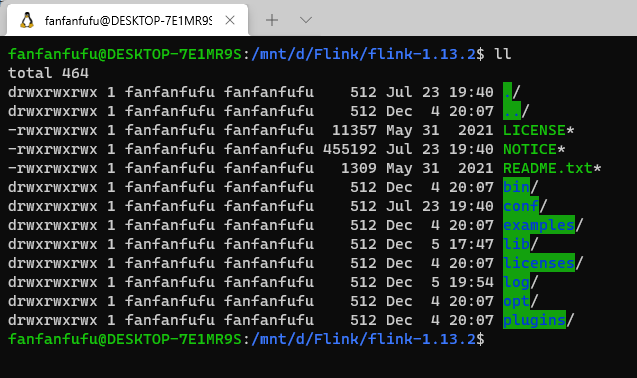 fanfanfufu@DESKTOP-7E1MR9S
fanfanfufu@DESKTOP-7E1MR9S:/mnt/d/Flink/flink-1.13.2$ ll
total 464
drwxrwxrwx 1 fanfanfufu fanfanfufu    512 Jul 23 19:40 ./
drwxrwxrwx 1 fanfanfufu fanfanfufu    512 Dec  4 20:07 ../
-rwxrwxrwx 1 fanfanfufu fanfanfufu  11357 May 31  2021 LICENSE*
-rwxrwxrwx 1 fanfanfufu fanfanfufu 455192 Jul 23 19:40 NOTICE*
-rwxrwxrwx 1 fanfanfufu fanfanfufu   1309 May 31  2021 README.txt*
drwxrwxrwx 1 fanfanfufu fanfanfufu    512 Dec  4 20:07 bin/
drwxrwxrwx 1 fanfanfufu fanfanfufu    512 Jul 23 19:40 conf/
drwxrwxrwx 1 fanfanfufu fanfanfufu    512 Dec  4 20:07 examples/
drwxrwxrwx 1 fanfanfufu fanfanfufu    512 Dec  5 17:47 lib/
drwxrwxrwx 1 fanfanfufu fanfanfufu    512 Dec  4 20:07 licenses/
drwxrwxrwx 1 fanfanfufu fanfanfufu    512 Dec  5 19:54 log/
drwxrwxrwx 1 fanfanfufu fanfanfufu    512 Dec  4 20:07 opt/
drwxrwxrwx 1 fanfanfufu fanfanfufu    512 Dec  4 20:07 plugins/
fanfanfufu@DESKTOP-7E1MR9S:/mnt/d/Flink/flink-1.13.2$